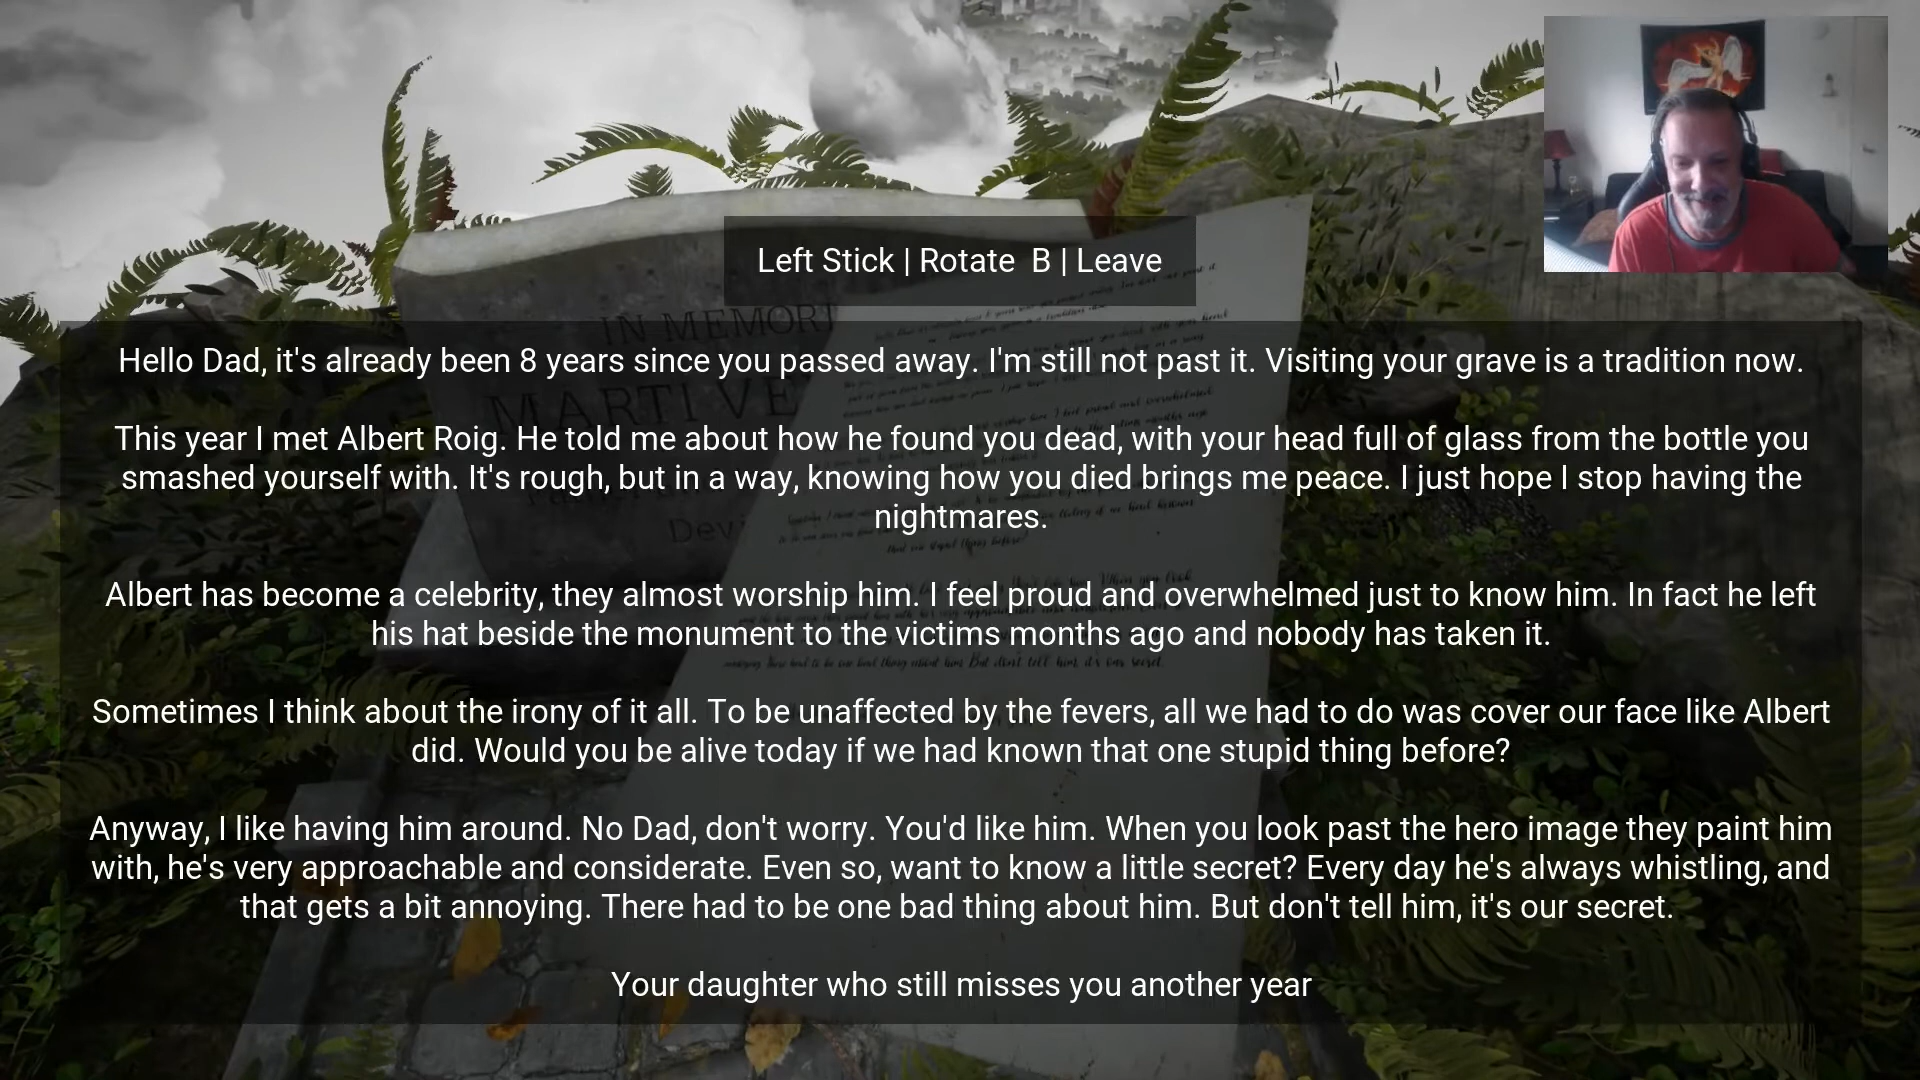 Left Stick | Rotate  B | Leave
IN MEMOR
MARTI VE
Devi
Hello Dad, it's already been 8 years since you passed away. I'm still not past it. Visiting your grave is a tradition now.
This year I met Albert Roig. He told me about how he found you dead, with your head full of glass from the bottle you
smashed yourself with. It's rough, but in a way, knowing how you died brings me peace. I just hope I stop having the
nightmares.
Albert has become a celebrity, they almost worship him. I feel proud and overwhelmed just to know him. In fact he left
his hat beside the monument to the victims months ago and nobody has taken it.
Sometimes I think about the irony of it all. To be unaffected by the fevers, all we had to do was cover our face like Albert
did. Would you be alive today if we had known that one stupid thing before?
Anyway, I like having him around. No Dad, don't worry. You'd like him. When you look past the hero image they paint him
with, he's very approachable and considerate. Even so, want to know a little secret? Every day he's always whistling, and
that gets a bit annoying. There had to be one bad thing about him. But don't tell him, it's our secret.
Your daughter who still misses you another year